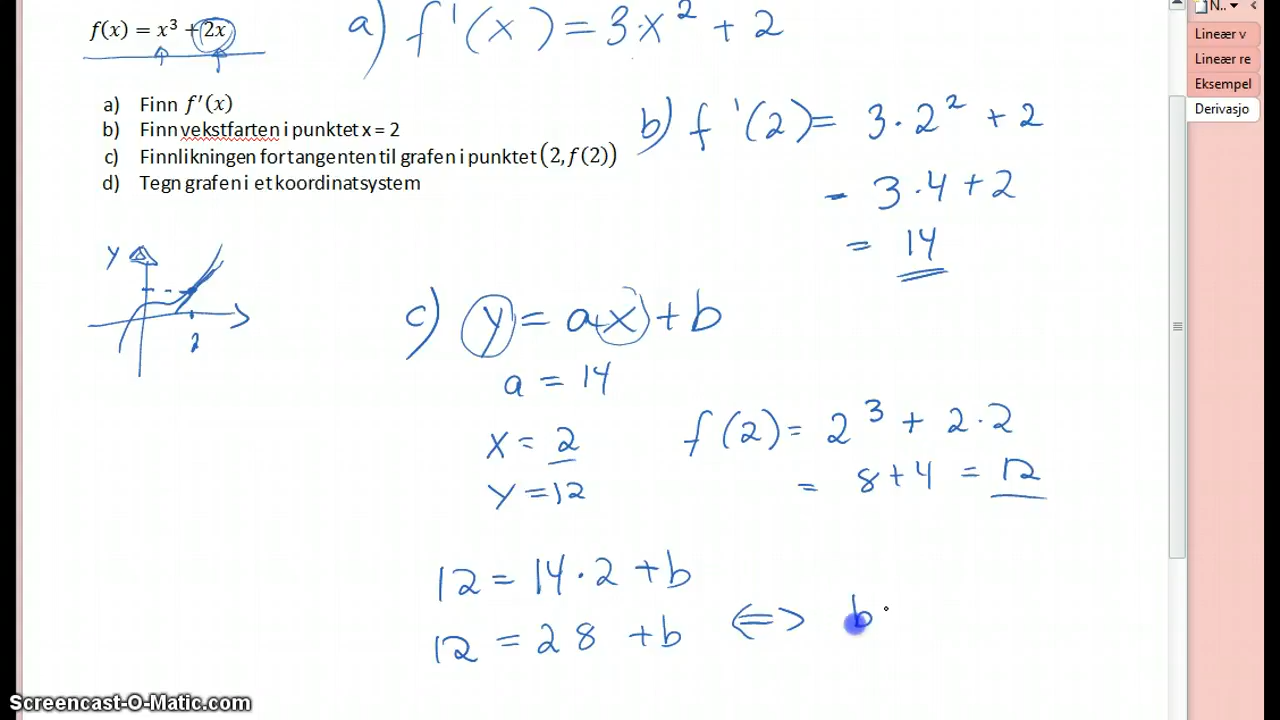 f(x) = x³ + 2x
a) f'(x) = 3·x² + 2
a) Finn f'(x)
b) Finn vekstfarten i punktet x = 2
c) Finn likningen for tangenten til grafen i punktet (2, f(2))
d) Tegn grafen i et koordinatsystem
b) f'(2) = 3·2² + 2
= 3·4 + 2
= 14
y
2
c) y = a·x + b
a = 14
x = 2
y = 12
f(2) = 2³ + 2·2
= 8 + 4 = 12
12 = 14·2 + b
12 = 28 + b ⇔ b
N..
Lineær v
Lineær re
Eksempel
Derivasjo
Screencast-O-Matic.com